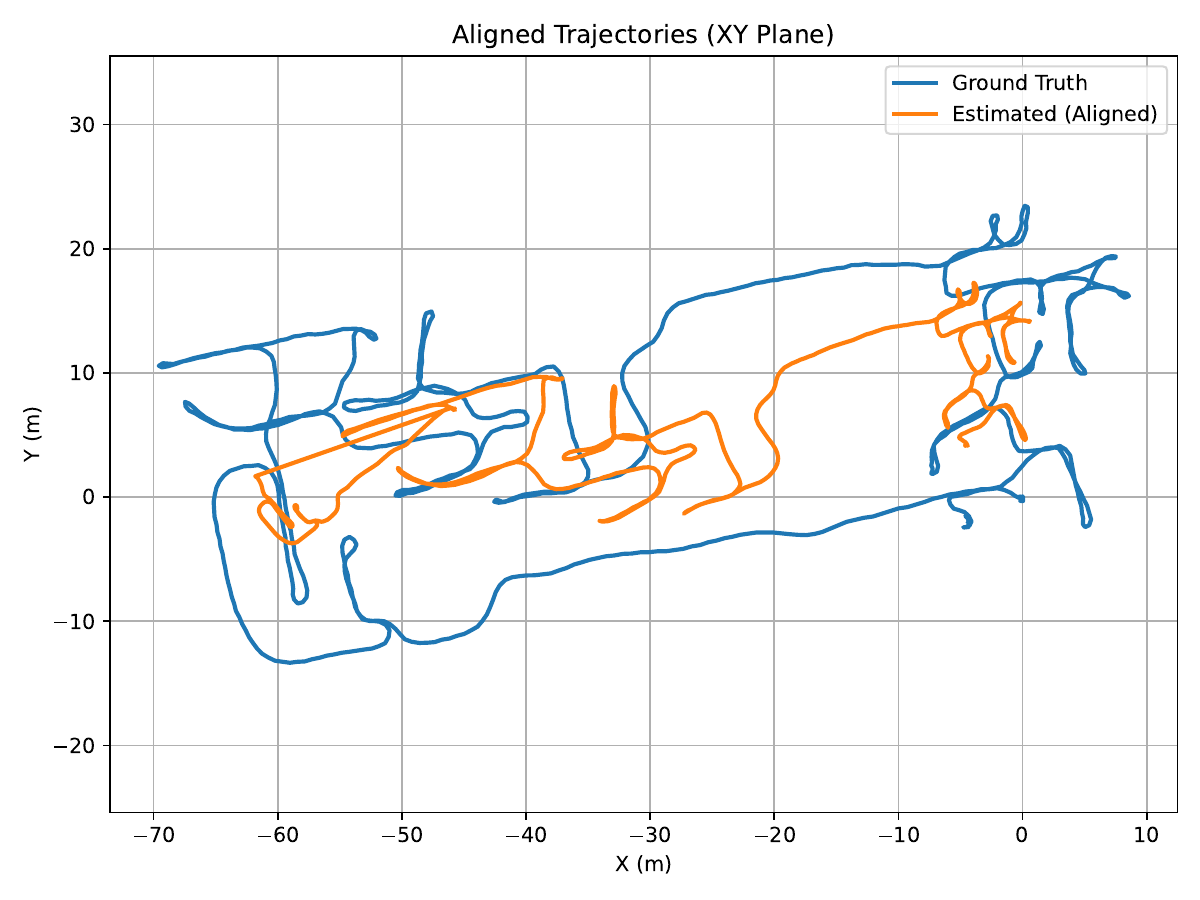 Aligned Trajectories (XY Plane)
Ground Truth
Estimated (Aligned)
30
20
10
0
−10
−20
Y (m)
−70 −60 −50 −40 −30 −20 −10 0 10
X (m)